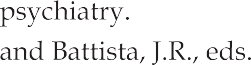 psychiatry.
and Battista, J.R., eds.